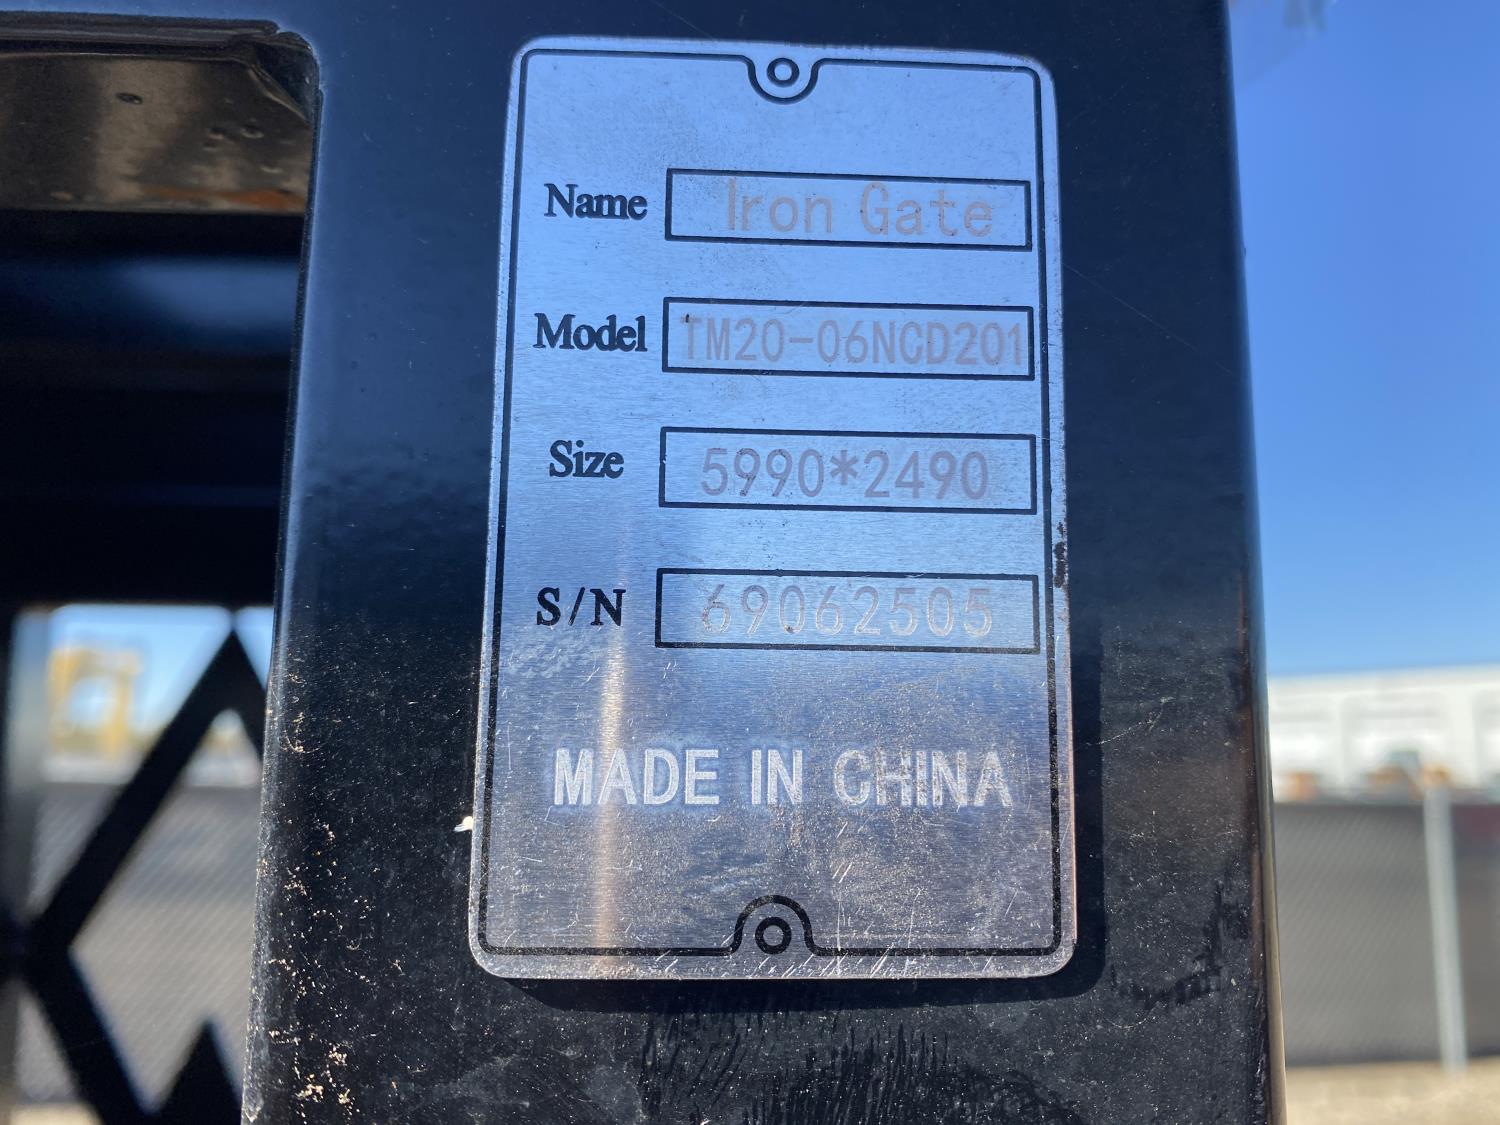 Name Iron Gate
Model TM20-06NCD201
Size 5990*2490
S/N 69062505
MADE IN CHINA